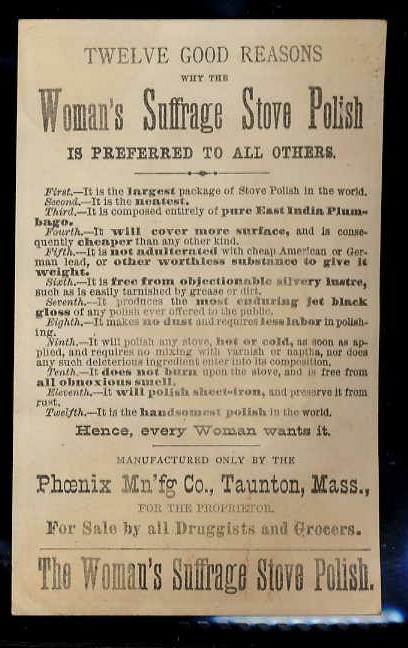 TWELVE GOOD REASONS
WHY THE
Woman's Suffrage Stove Polish
IS PREFERRED TO ALL OTHERS.
First.—It is the largest package of Stove Polish in the world.
Second.—It is the neatest.
Third.—It is composed entirely of pure East India Plum-
bago.
Fourth.—It will cover more surface, and is conse-
quently cheaper than any other kind.
Fifth.—It is not adulterated with cheap American or Ger-
man lead, or other worthless substance to give it
weight.
Sixth.—It is free from objectionable silvery lustre,
such as is easily tarnished by grease or dirt.
Seventh.—It produces the most enduring jet black
gloss of any polish ever offered to the public.
Eighth.—It makes no dust and requires less labor in polish-
ing.
Ninth.—It will polish any stove, hot or cold, as soon as ap-
plied, and requires no mixing with varnish or naptha, nor does
any such deleterious ingredient enter into its composition.
Tenth.—It does not burn upon the stove, and is free from
all obnoxious smell.
Eleventh.—It will polish sheet-iron, and preserve it from
rust.
Twelfth.—It is the handsomest polish in the world.
Hence, every Woman wants it.
MANUFACTURED ONLY BY THE
Phœnix Mn'fg Co., Taunton, Mass.,
FOR THE PROPRIETOR.
For Sale by all Druggists and Grocers.
The Woman's Suffrage Stove Polish.